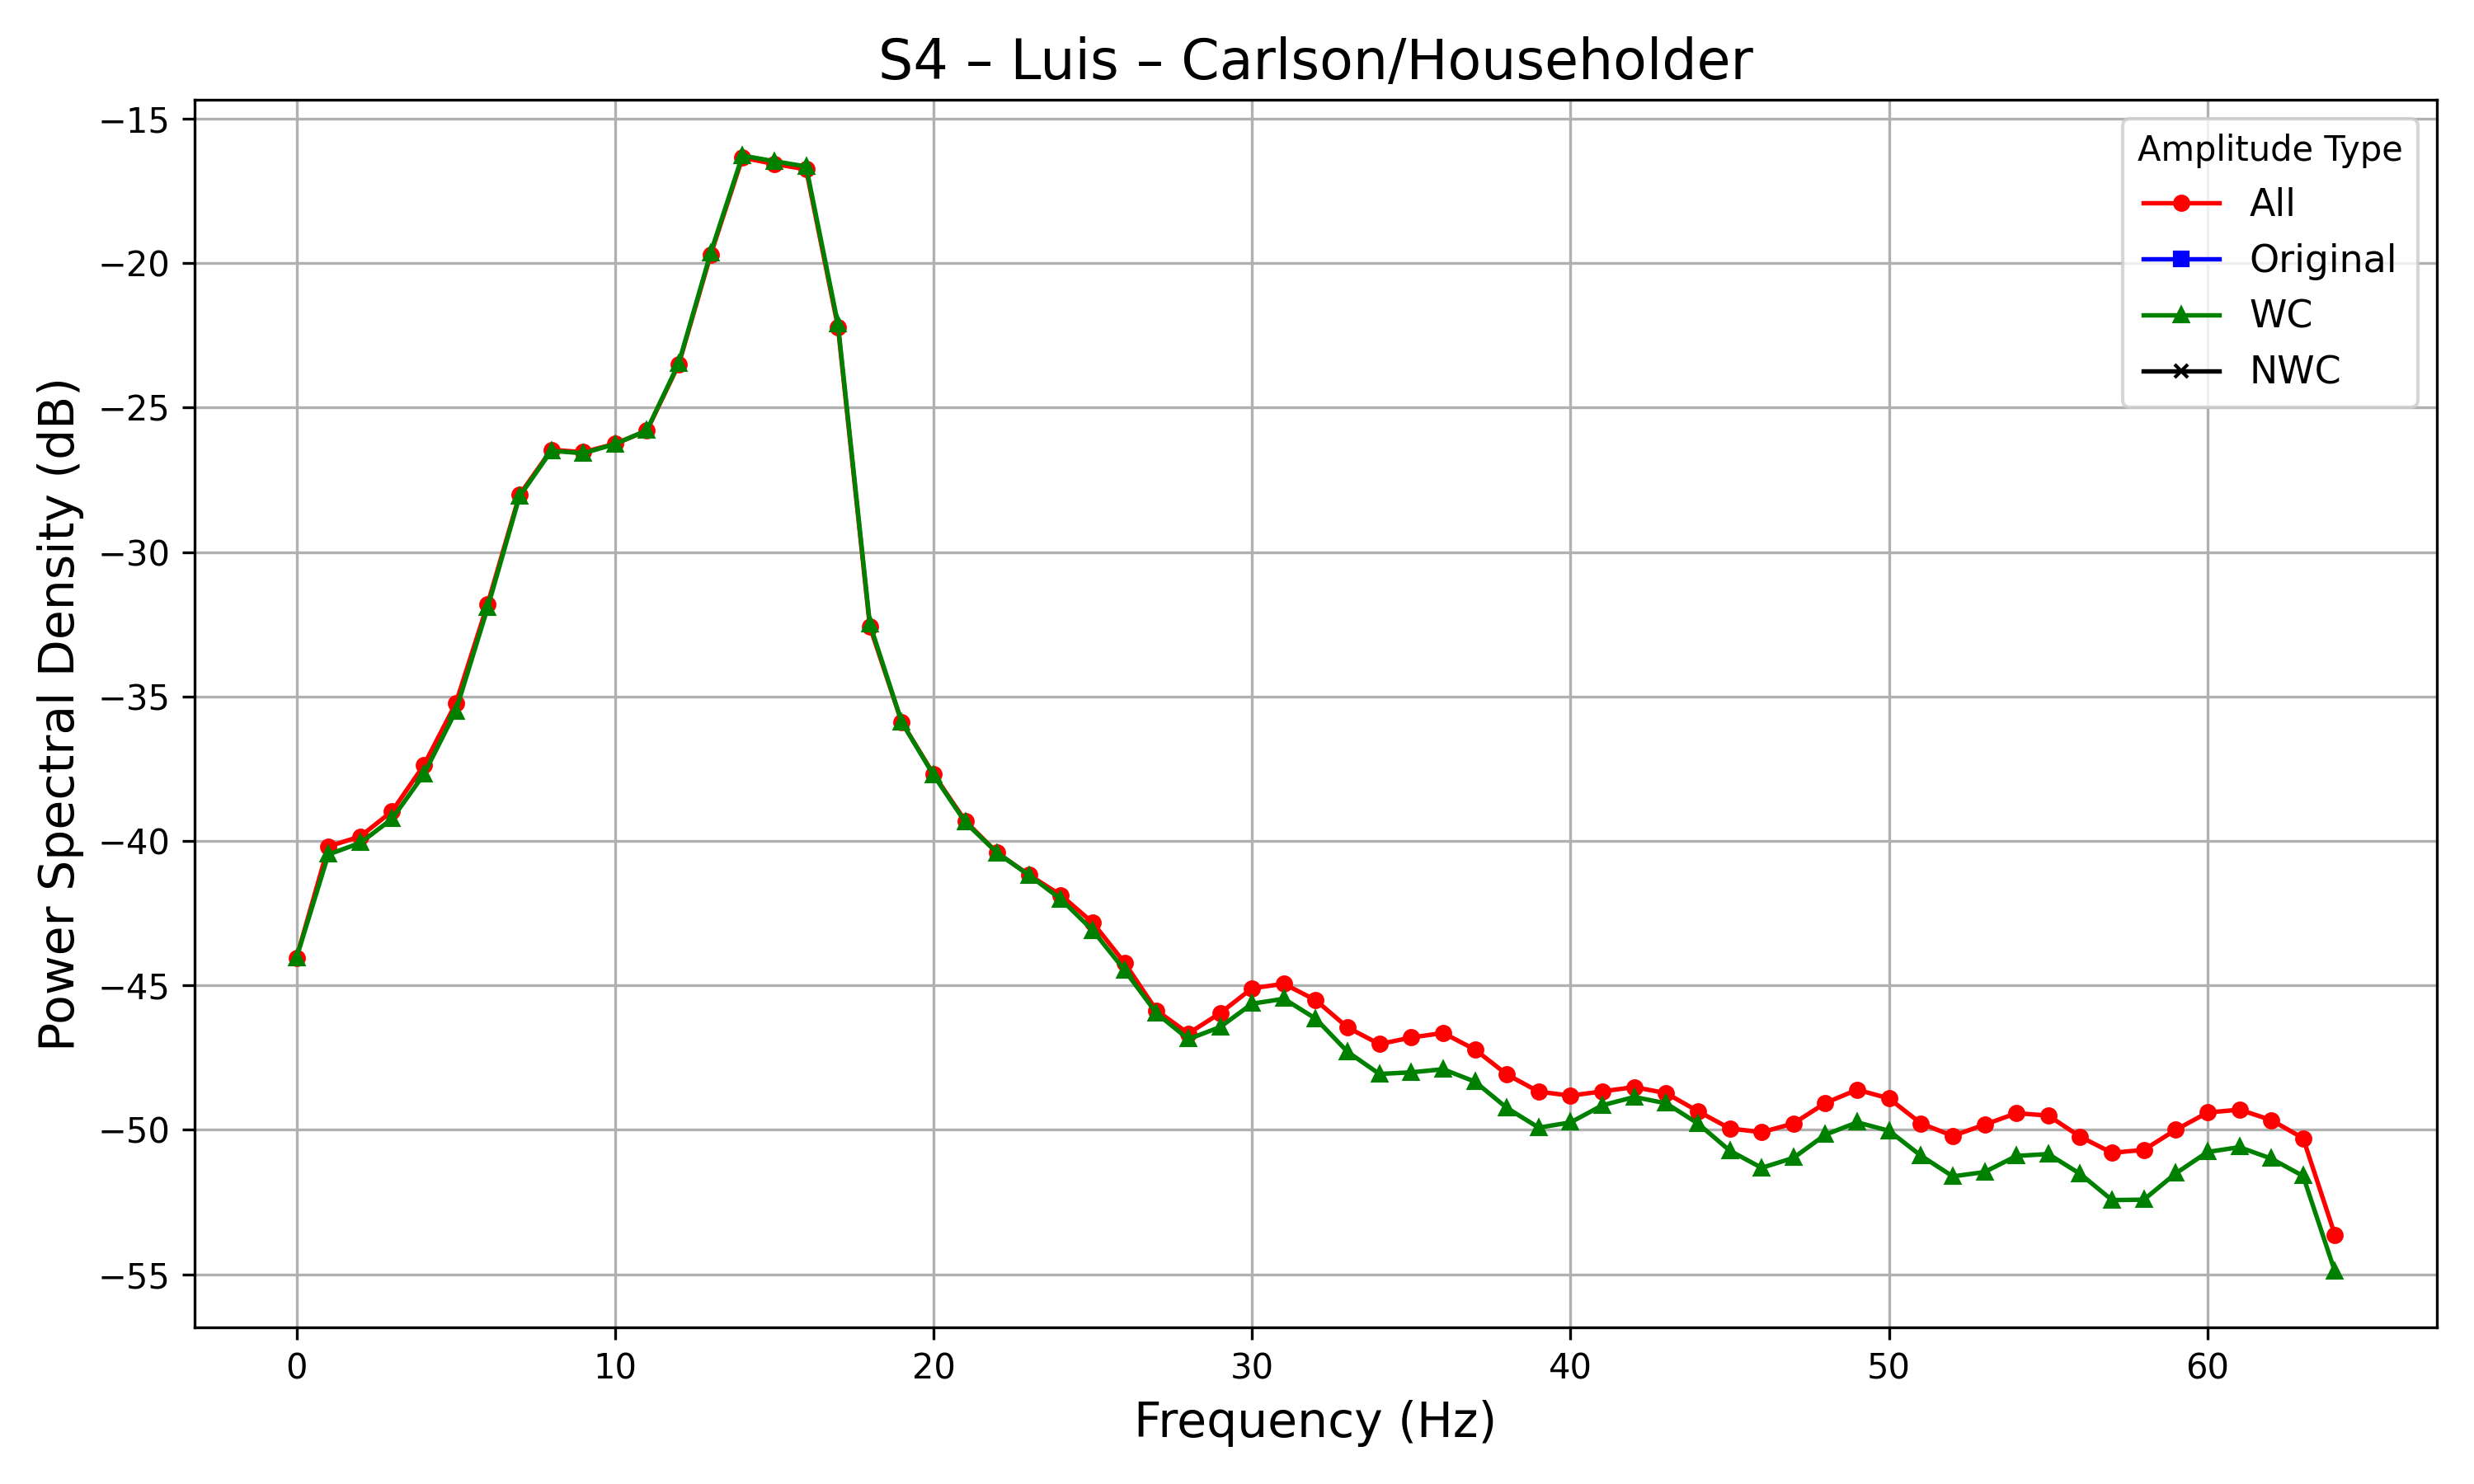 S4 – Luis – Carlson/Householder
Power Spectral Density (dB)
−15
−20
−25
−30
−35
−40
−45
−50
−55
Amplitude Type
All
Original
WC
NWC
0 10 20 30 40 50 60
Frequency (Hz)